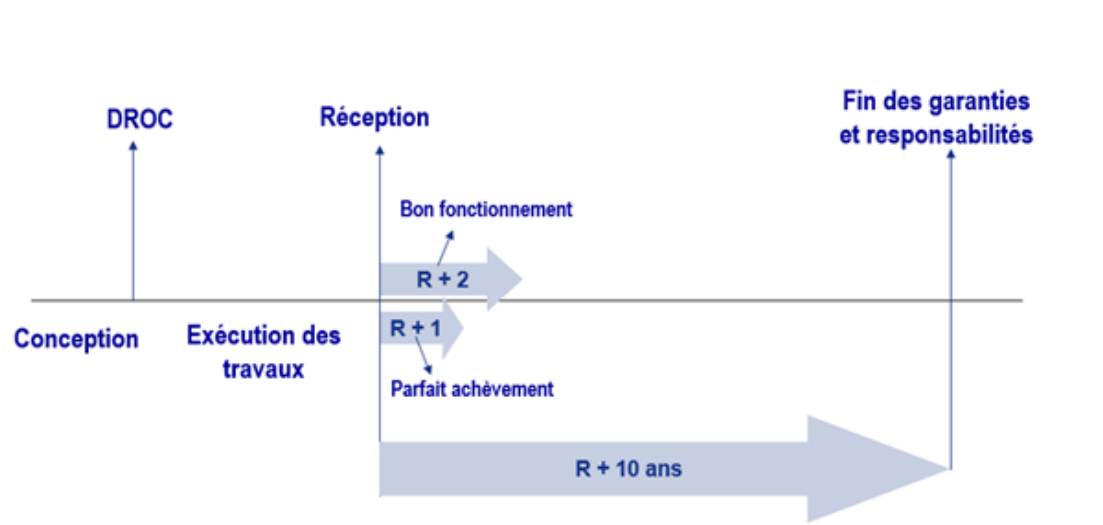 Fin des garanties
et responsabilités
DROC
Réception
Bon fonctionnement
R + 2
R + 1
Conception
Exécution des
travaux
Parfait achèvement
R + 10 ans